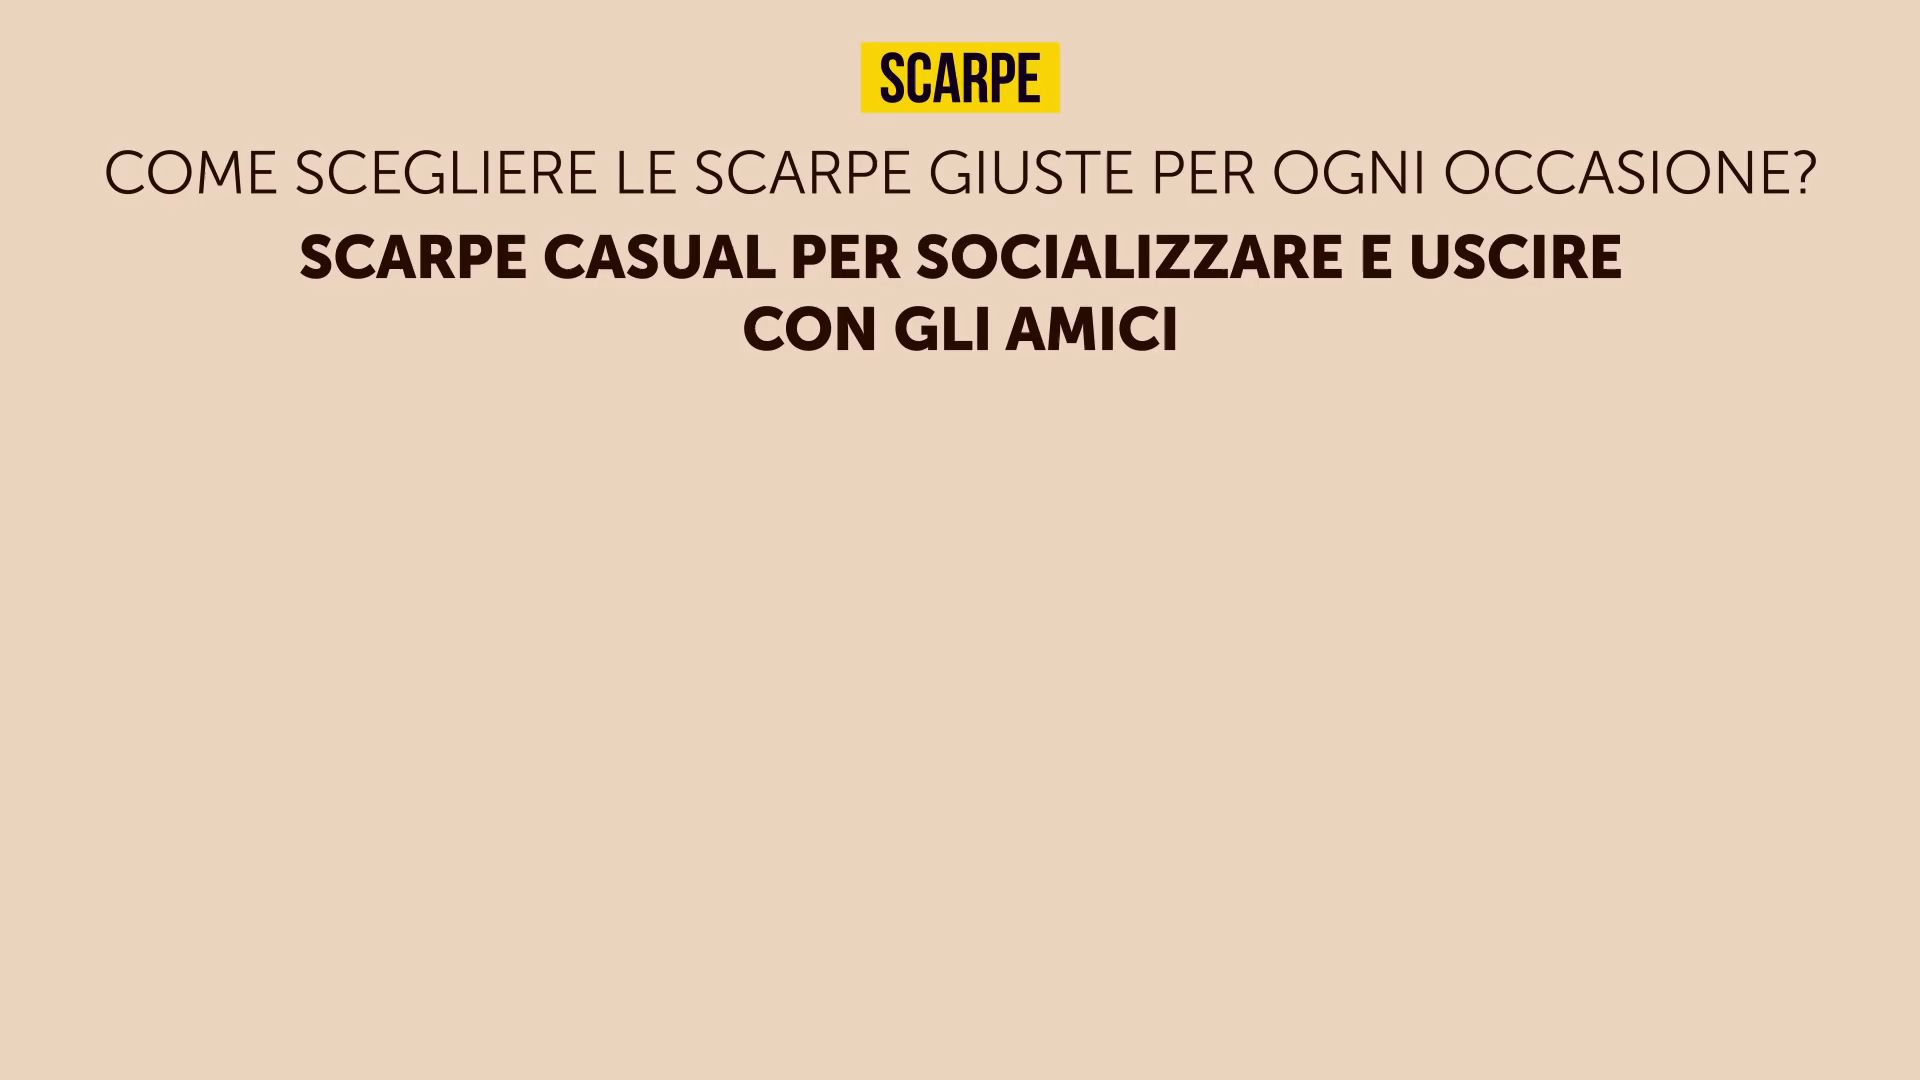 SCARPE
COME SCEGLIERE LE SCARPE GIUSTE PER OGNI OCCASIONE?
SCARPE CASUAL PER SOCIALIZZARE E USCIRE
CON GLI AMICI